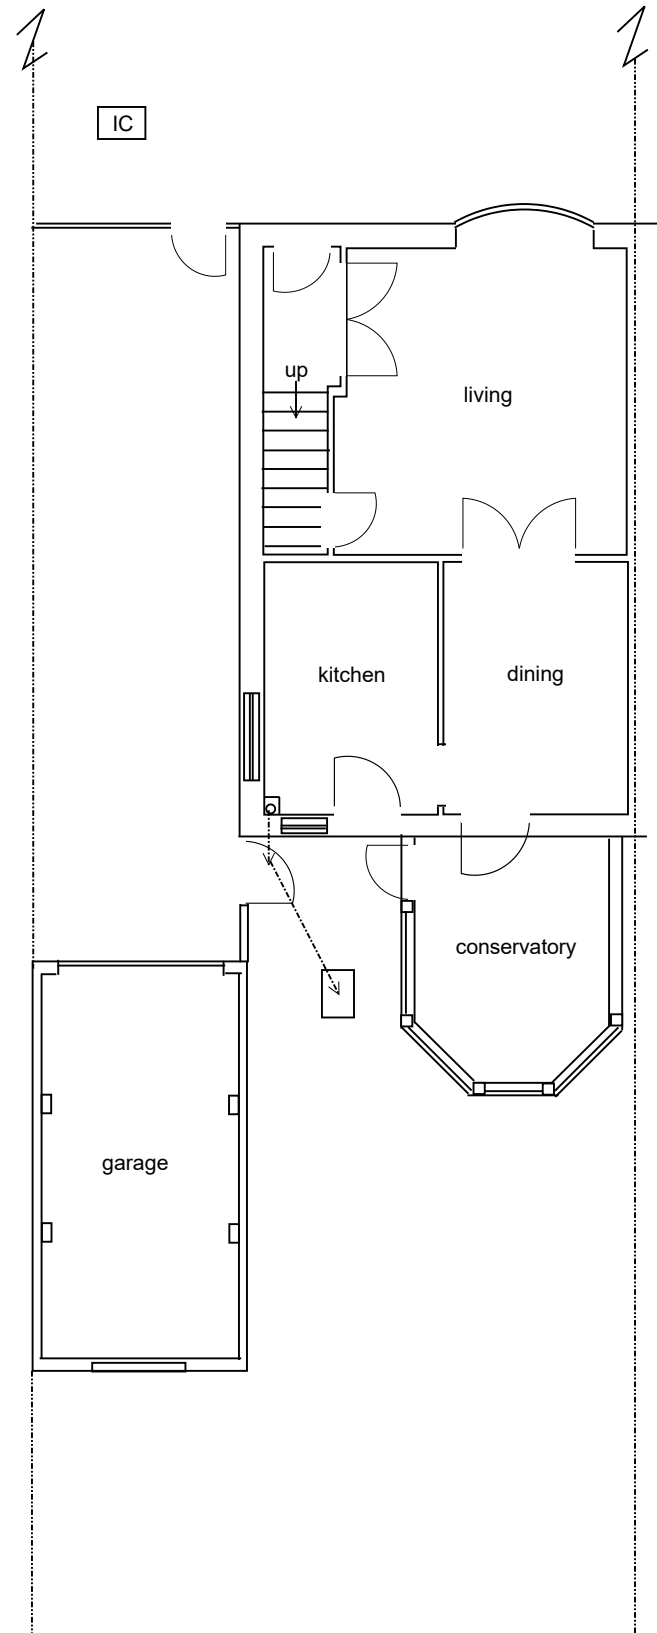 IC
up
living
kitchen
dining
conservatory
garage